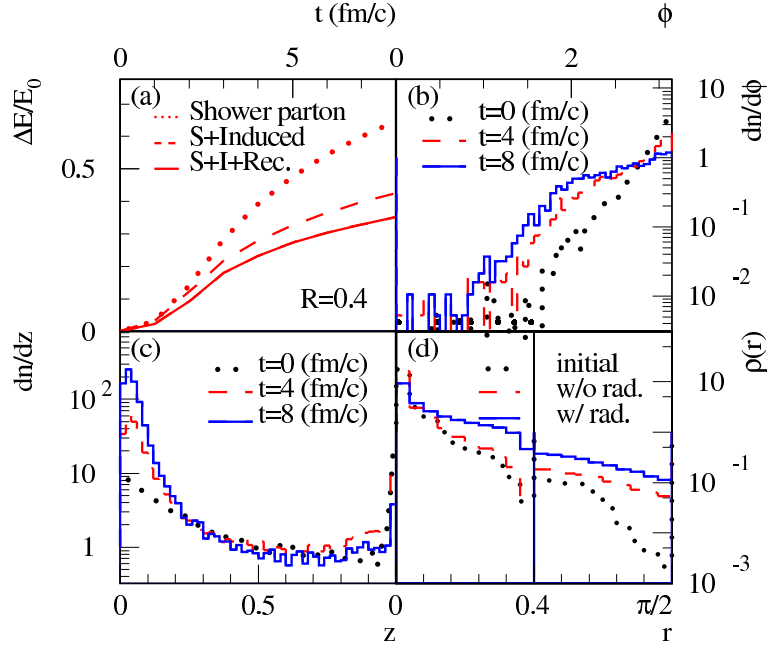 t (fm/c) ϕ
0 5 0 2
(a)
Shower parton
S+Induced
S+I+Rec.
R=0.4
ΔE/E0
0.5
0
(b)
t=0 (fm/c)
t=4 (fm/c)
t=8 (fm/c)
dn/dϕ
10
1
10^-1
10^-2
(c)
t=0 (fm/c)
t=4 (fm/c)
t=8 (fm/c)
dn/dz
10^2
10
1
(d)
initial
w/o rad.
w/ rad.
ρ(r)
10
10^-1
10^-3
0 0.5 0 0.4 π/2
z r